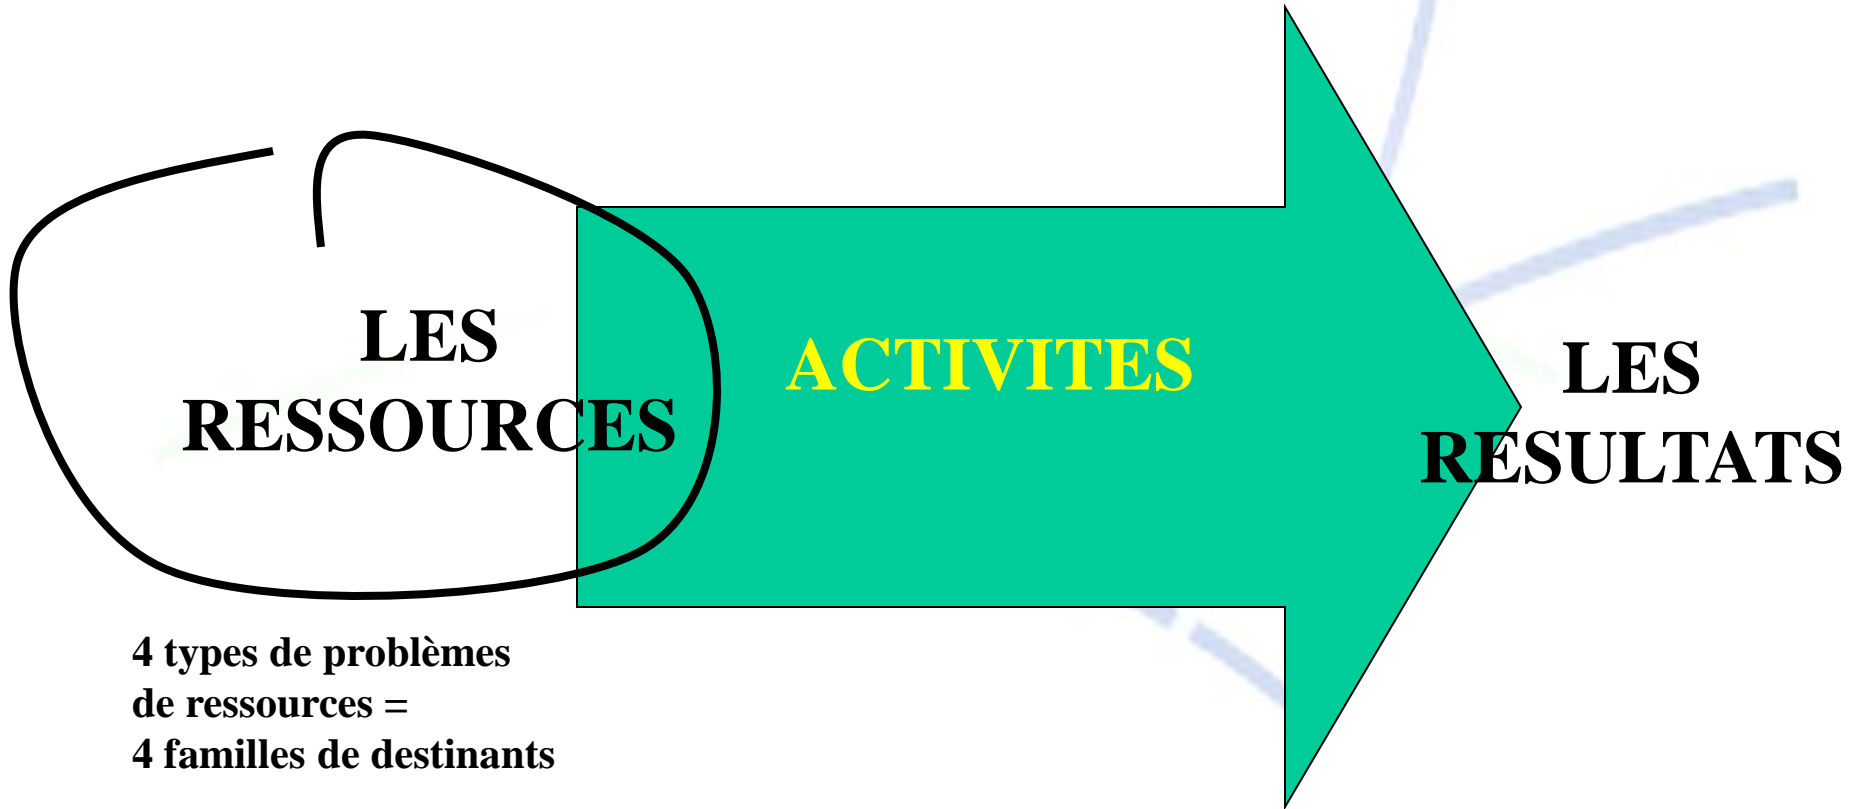 LES
RESSOURCES
ACTIVITES
LES
RESULTATS
4 types de problèmes
de ressources =
4 familles de destinants